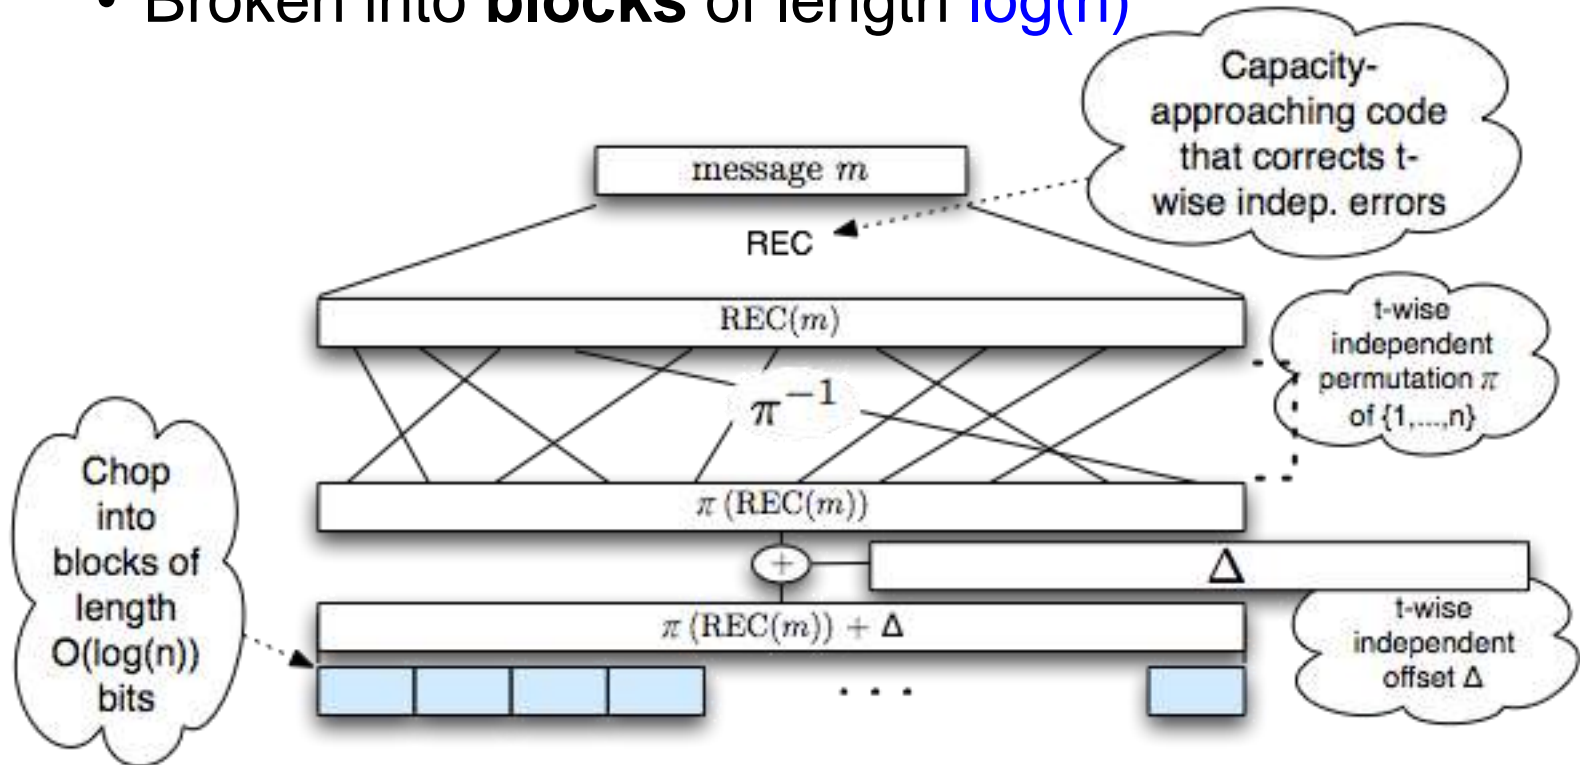 • Broken into blocks of length log(n)
Capacity-
approaching code
that corrects t-
wise indep. errors
message m
REC
REC(m)
t-wise
independent
permutation π
of {1,...,n}
π⁻¹
Chop
into
blocks of
length
O(log(n))
bits
π (REC(m))
+
Δ
π (REC(m)) + Δ
t-wise
independent
offset Δ
. . .